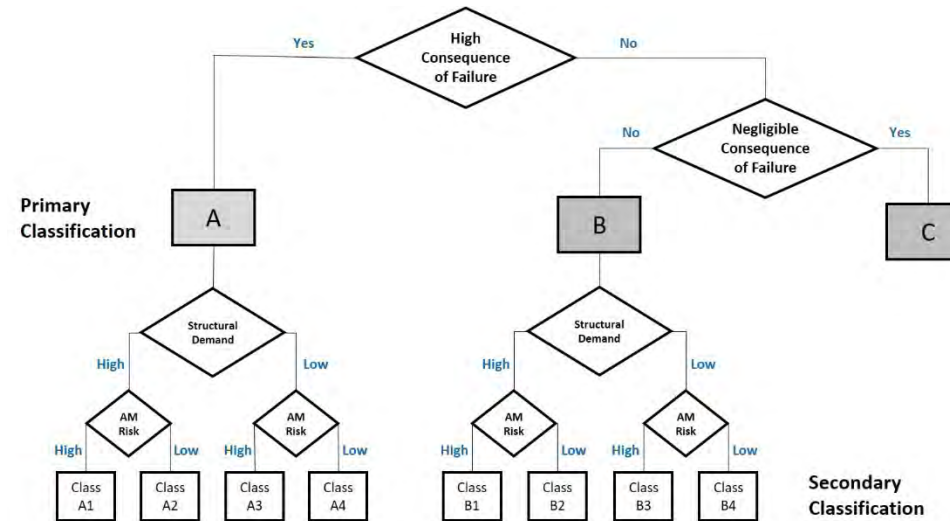 High
Consequence
of Failure
Yes
No
Negligible
Consequence
of Failure
No
Yes
Primary
Classification
A
B
C
Structural
Demand
Structural
Demand
High
Low
High
Low
AM
Risk
AM
Risk
AM
Risk
AM
Risk
High
Low
High
Low
High
Low
High
Low
Class
A1
Class
A2
Class
A3
Class
A4
Class
B1
Class
B2
Class
B3
Class
B4
Secondary
Classification